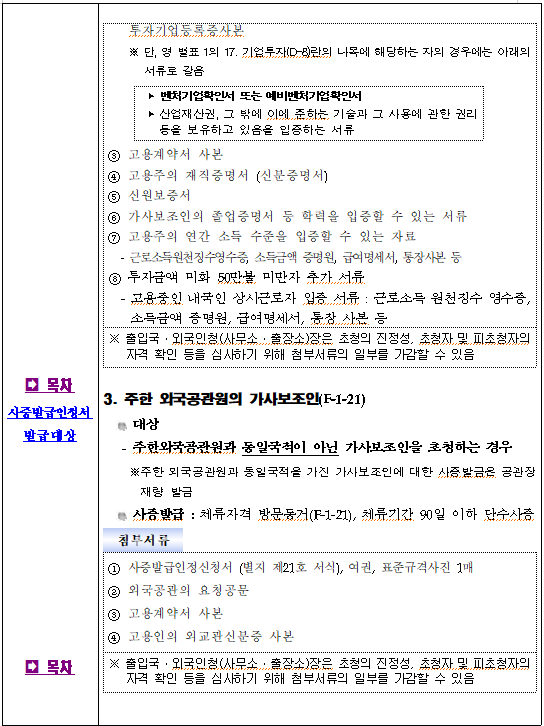 투자기업등록증사본
※ 단, 영 별표 1의 17. 기업투자(D-8)란의 나목에 해당하는 자의 경우에는 아래의
서류로 갈음
▶ 벤처기업확인서 또는 예비벤처기업확인서
▶ 산업재산권, 그 밖에 이에 준하는 기술과 그 사용에 관한 권리
등을 보유하고 있음을 입증하는 서류
③ 고용계약서 사본
④ 고용주의 재직증명서 (신분증명서)
⑤ 신원보증서
⑥ 가사보조인의 졸업증명서 등 학력을 입증할 수 있는 서류
⑦ 고용주의 연간 소득 수준을 입증할 수 있는 자료
- 근로소득원천징수영수증, 소득금액 증명원, 급여명세서, 통장사본 등
⑧ 투자금액 미화 50만불 미만자 추가 서류
- 고용중인 내국인 상시근로자 입증 서류 : 근로소득 원천징수 영수증,
소득금액 증명원, 급여명세서, 통장 사본 등
※ 출입국·외국인청(사무소·출장소)장은 초청의 진정성, 초청자 및 피초청자의
자격 확인 등을 심사하기 위해 첨부서류의 일부를 가감할 수 있음
목차
사증발급인정서
발급대상
3. 주한 외국공관원의 가사보조인(F-1-21)
대상
- 주한외국공관원과 동일국적이 아닌 가사보조인을 초청하는 경우
※주한 외국공관원과 동일국적을 가진 가사보조인에 대한 사증발급은 공관장
재량 발급
사증발급 : 체류자격 방문동거(F-1-21), 체류기간 90일 이하 단수사증
첨부서류
① 사증발급인정신청서 (별지 제21호 서식), 여권, 표준규격사진 1매
② 외국공관의 요청공문
③ 고용계약서 사본
④ 고용인의 외교관신분증 사본
목차
※ 출입국·외국인청(사무소·출장소)장은 초청의 진정성, 초청자 및 피초청자의
자격 확인 등을 심사하기 위해 첨부서류의 일부를 가감할 수 있음